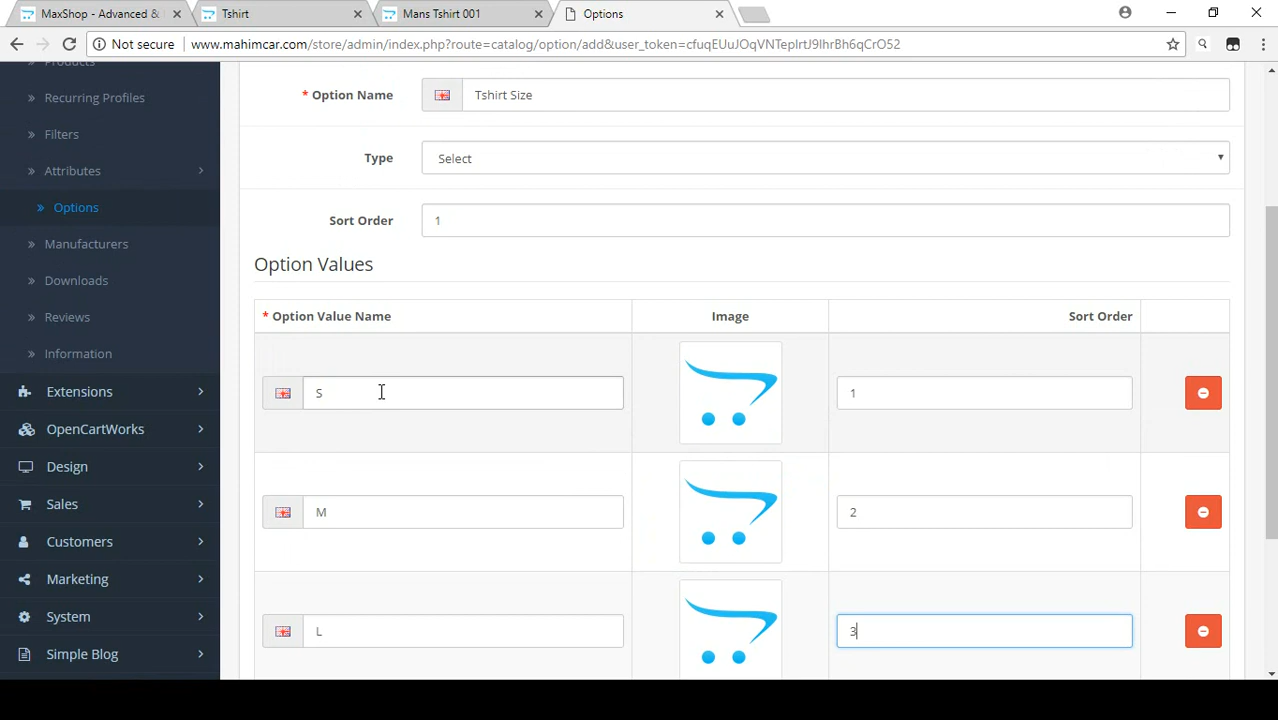 MaxShop - Advanced & I
Tshirt
Mans Tshirt 001
Options
Not secure
www.mahimcar.com/store/admin/index.php?route=catalog/option/add&user_token=cfuqEUuJOqVNTepIrtJ9IhrBh6qCrO52
Products
Recurring Profiles
Filters
Attributes
Options
Manufacturers
Downloads
Reviews
Information
Extensions
OpenCartWorks
Design
Sales
Customers
Marketing
System
Simple Blog
* Option Name
Tshirt Size
Type
Select
Sort Order
1
Option Values
* Option Value Name
Image
Sort Order
S
1
M
2
L
3